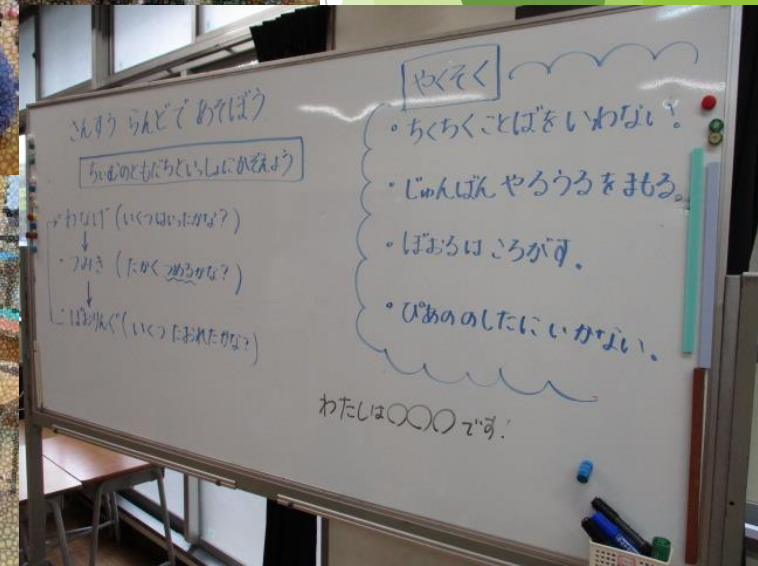 さんすう らんどで あそぼう
ちいむのともだちといっしょにかぞえよう
・わなげ(いくつはいったかな?)
↓
・つみき(たかくつめるかな?)
↓
・ぼおりんぐ(いくつたおれたかな?)
やくそく
・ちくちくことばをいわない。
・じゅんばん やるうるをまもる。
・ぼおるは ころがす。
・ぴあののしたにいかない。
わたしは○○○です!